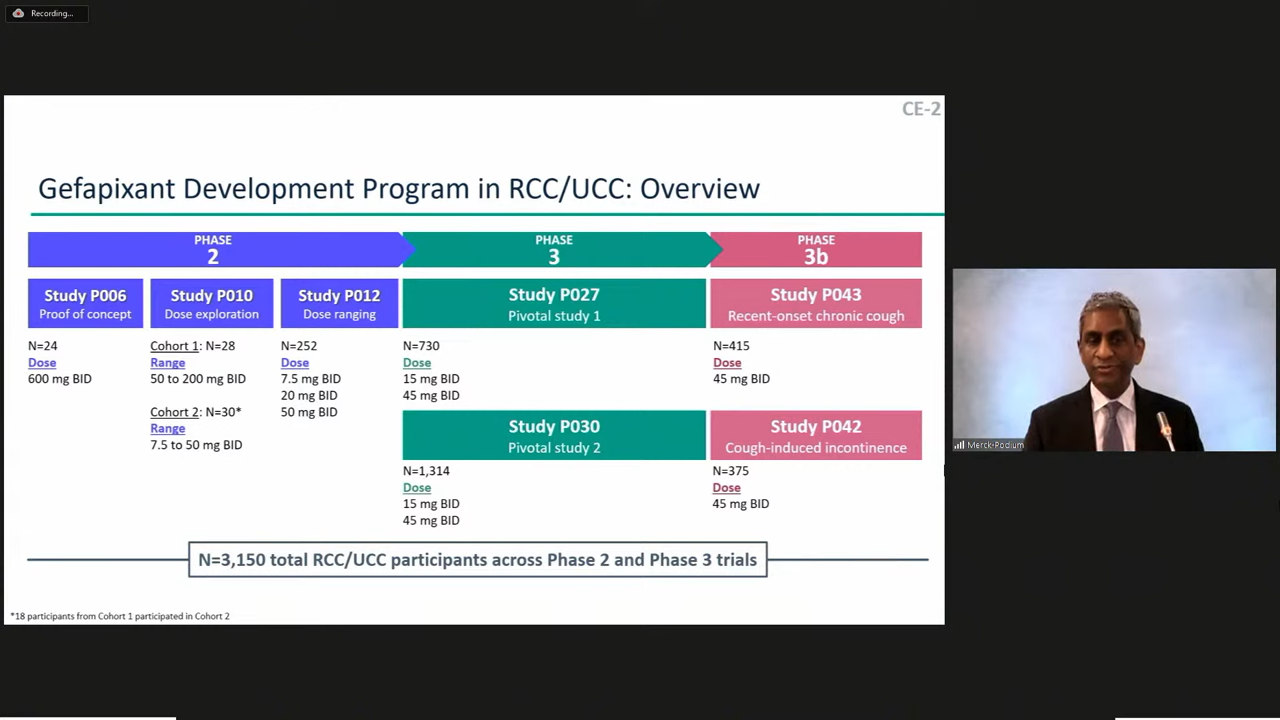 Recording...
CE-2
Gefapixant Development Program in RCC/UCC: Overview
PHASE
2
PHASE
3
PHASE
3b
Study P006
Proof of concept
N=24
Dose
600 mg BID
Study P010
Dose exploration
Cohort 1: N=28
Range
50 to 200 mg BID
Cohort 2: N=30*
Range
7.5 to 50 mg BID
Study P012
Dose ranging
N=252
Dose
7.5 mg BID
20 mg BID
50 mg BID
Study P027
Pivotal study 1
N=730
Dose
15 mg BID
45 mg BID
Study P030
Pivotal study 2
N=1,314
Dose
15 mg BID
45 mg BID
Study P043
Recent-onset chronic cough
N=415
Dose
45 mg BID
Study P042
Cough-induced incontinence
N=375
Dose
45 mg BID
N=3,150 total RCC/UCC participants across Phase 2 and Phase 3 trials
*18 participants from Cohort 1 participated in Cohort 2
Merck-Podium